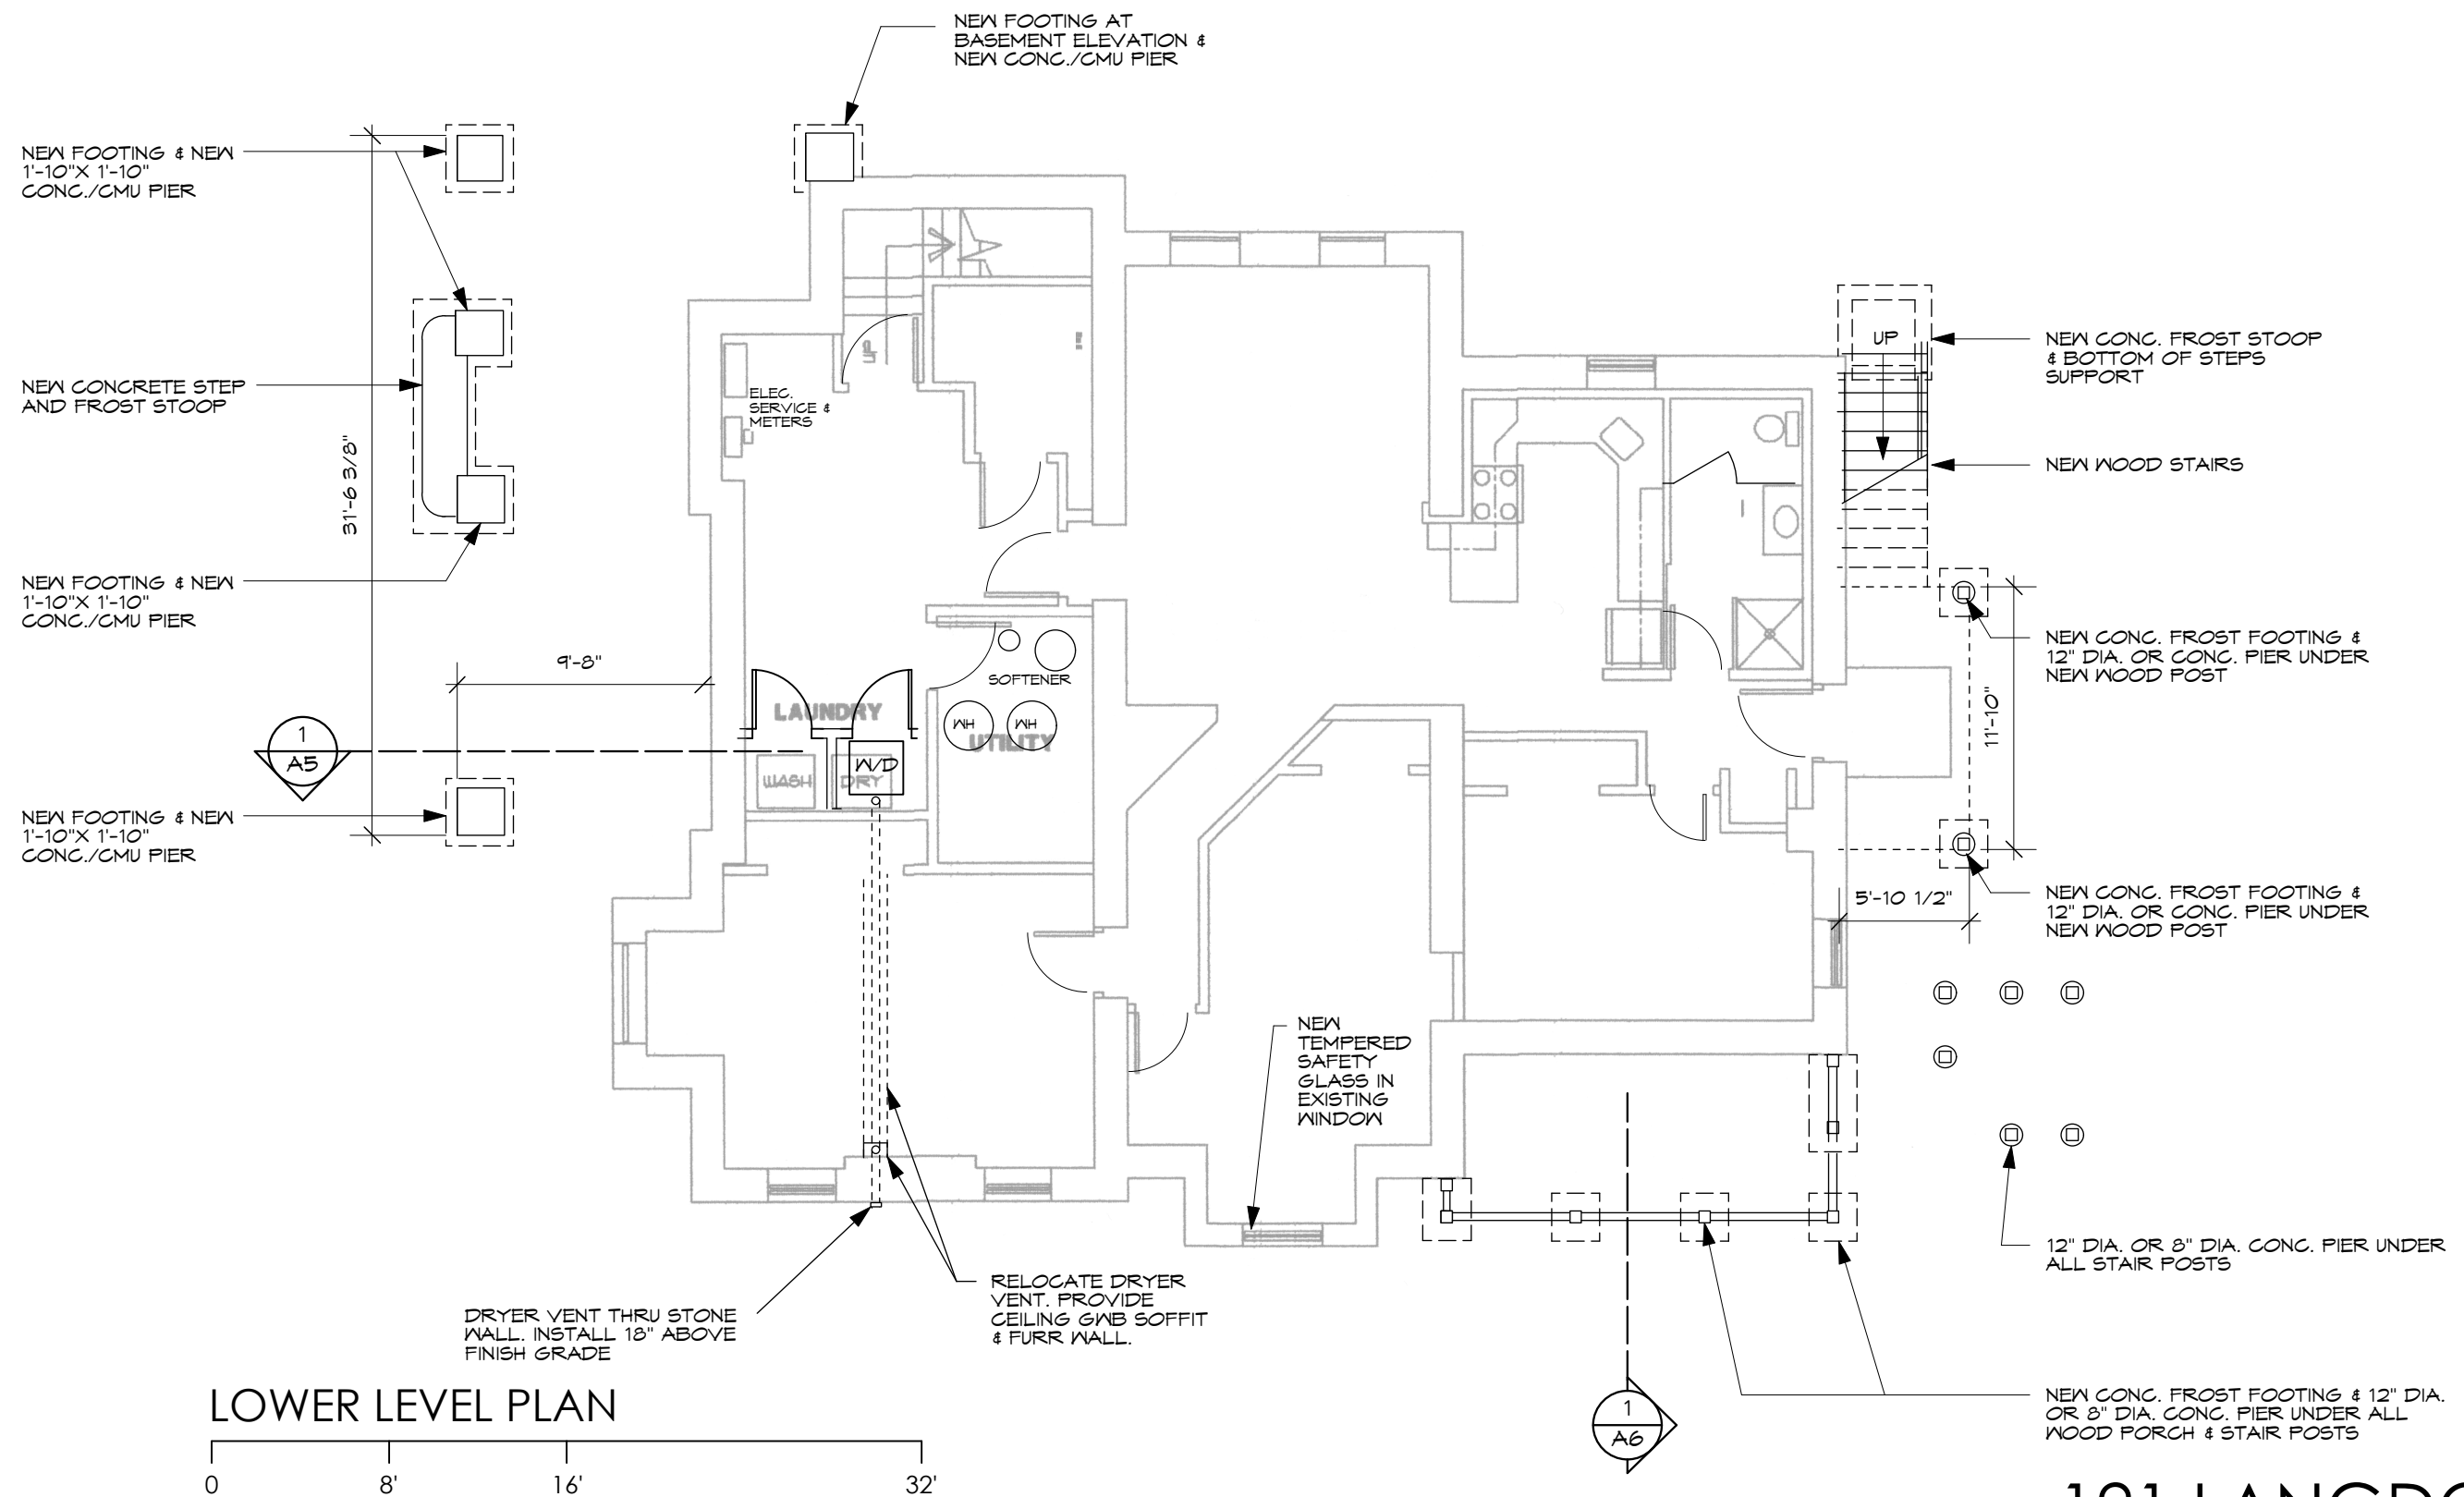 NEW FOOTING AT
BASEMENT ELEVATION &
NEW CONC./CMU PIER
NEW FOOTING & NEW
1'-10"X 1'-10"
CONC./CMU PIER
NEW CONCRETE STEP
AND FROST STOOP
31'-6 3/8"
NEW FOOTING & NEW
1'-10"X 1'-10"
CONC./CMU PIER
9'-8"
1
A5
NEW FOOTING & NEW
1'-10"X 1'-10"
CONC./CMU PIER
ELEC.
SERVICE &
METERS
UP
LAUNDRY
WASH
DRY
W/D
SOFTENER
WH
WH
UTILITY
UP
NEW CONC. FROST STOOP
& BOTTOM OF STEPS
SUPPORT
NEW WOOD STAIRS
NEW CONC. FROST FOOTING &
12" DIA. OR CONC. PIER UNDER
NEW WOOD POST
11'-10"
5'-10 1/2"
NEW CONC. FROST FOOTING &
12" DIA. OR CONC. PIER UNDER
NEW WOOD POST
NEW
TEMPERED
SAFETY
GLASS IN
EXISTING
WINDOW
12" DIA. OR 8" DIA. CONC. PIER UNDER
ALL STAIR POSTS
RELOCATE DRYER
VENT. PROVIDE
CEILING GWB SOFFIT
& FURR WALL.
DRYER VENT THRU STONE
WALL. INSTALL 18" ABOVE
FINISH GRADE
1
A6
NEW CONC. FROST FOOTING & 12" DIA.
OR 8" DIA. CONC. PIER UNDER ALL
WOOD PORCH & STAIR POSTS
LOWER LEVEL PLAN
0 8' 16' 32'